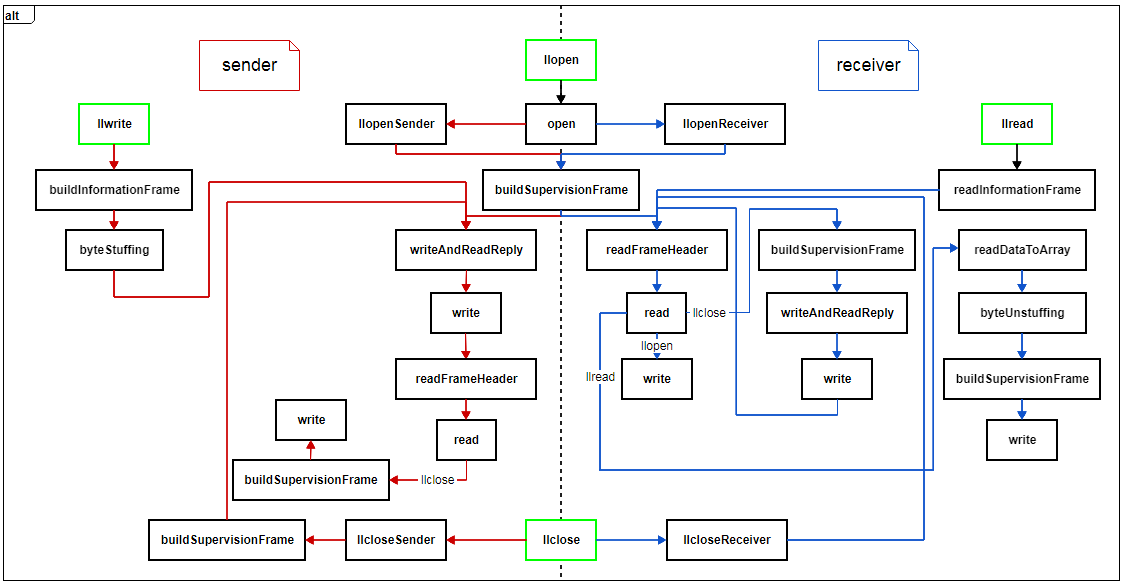 alt
sender
llopen
receiver
llwrite
llopenSender
open
llopenReceiver
llread
buildInformationFrame
buildSupervisionFrame
readInformationFrame
byteStuffing
writeAndReadReply
readFrameHeader
buildSupervisionFrame
readDataToArray
write
read
llclose
writeAndReadReply
byteUnstuffing
llopen
llread
readFrameHeader
write
write
buildSupervisionFrame
write
read
write
buildSupervisionFrame
llclose
buildSupervisionFrame
llcloseSender
llclose
llcloseReceiver